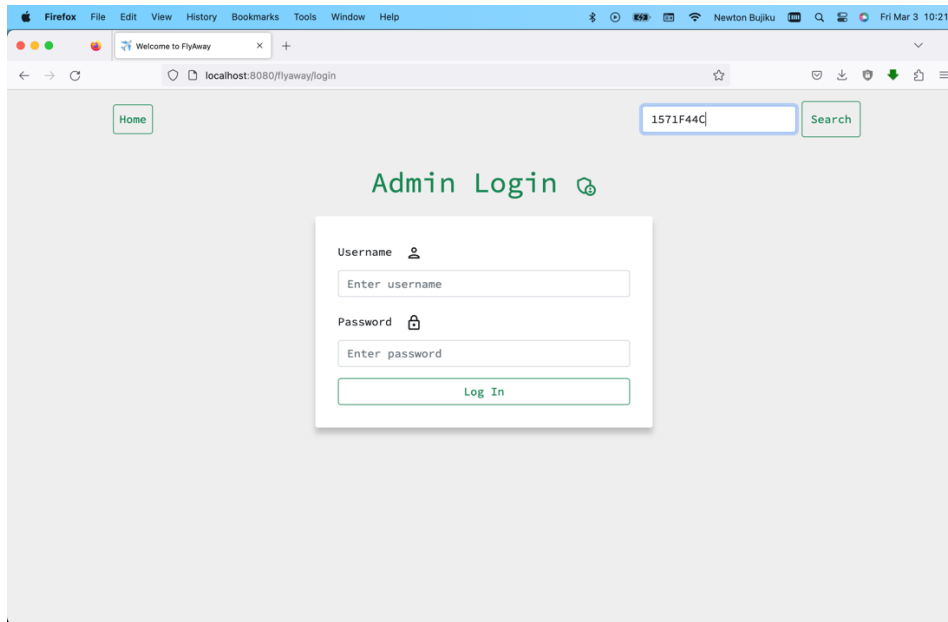 Firefox File Edit View History Bookmarks Tools Window Help Newton Bujiku Fri Mar 3 10:21
Welcome to FlyAway
localhost:8080/flyaway/login
Home 1571F44C Search
Admin Login
Username
Enter username
Password
Enter password
Log In